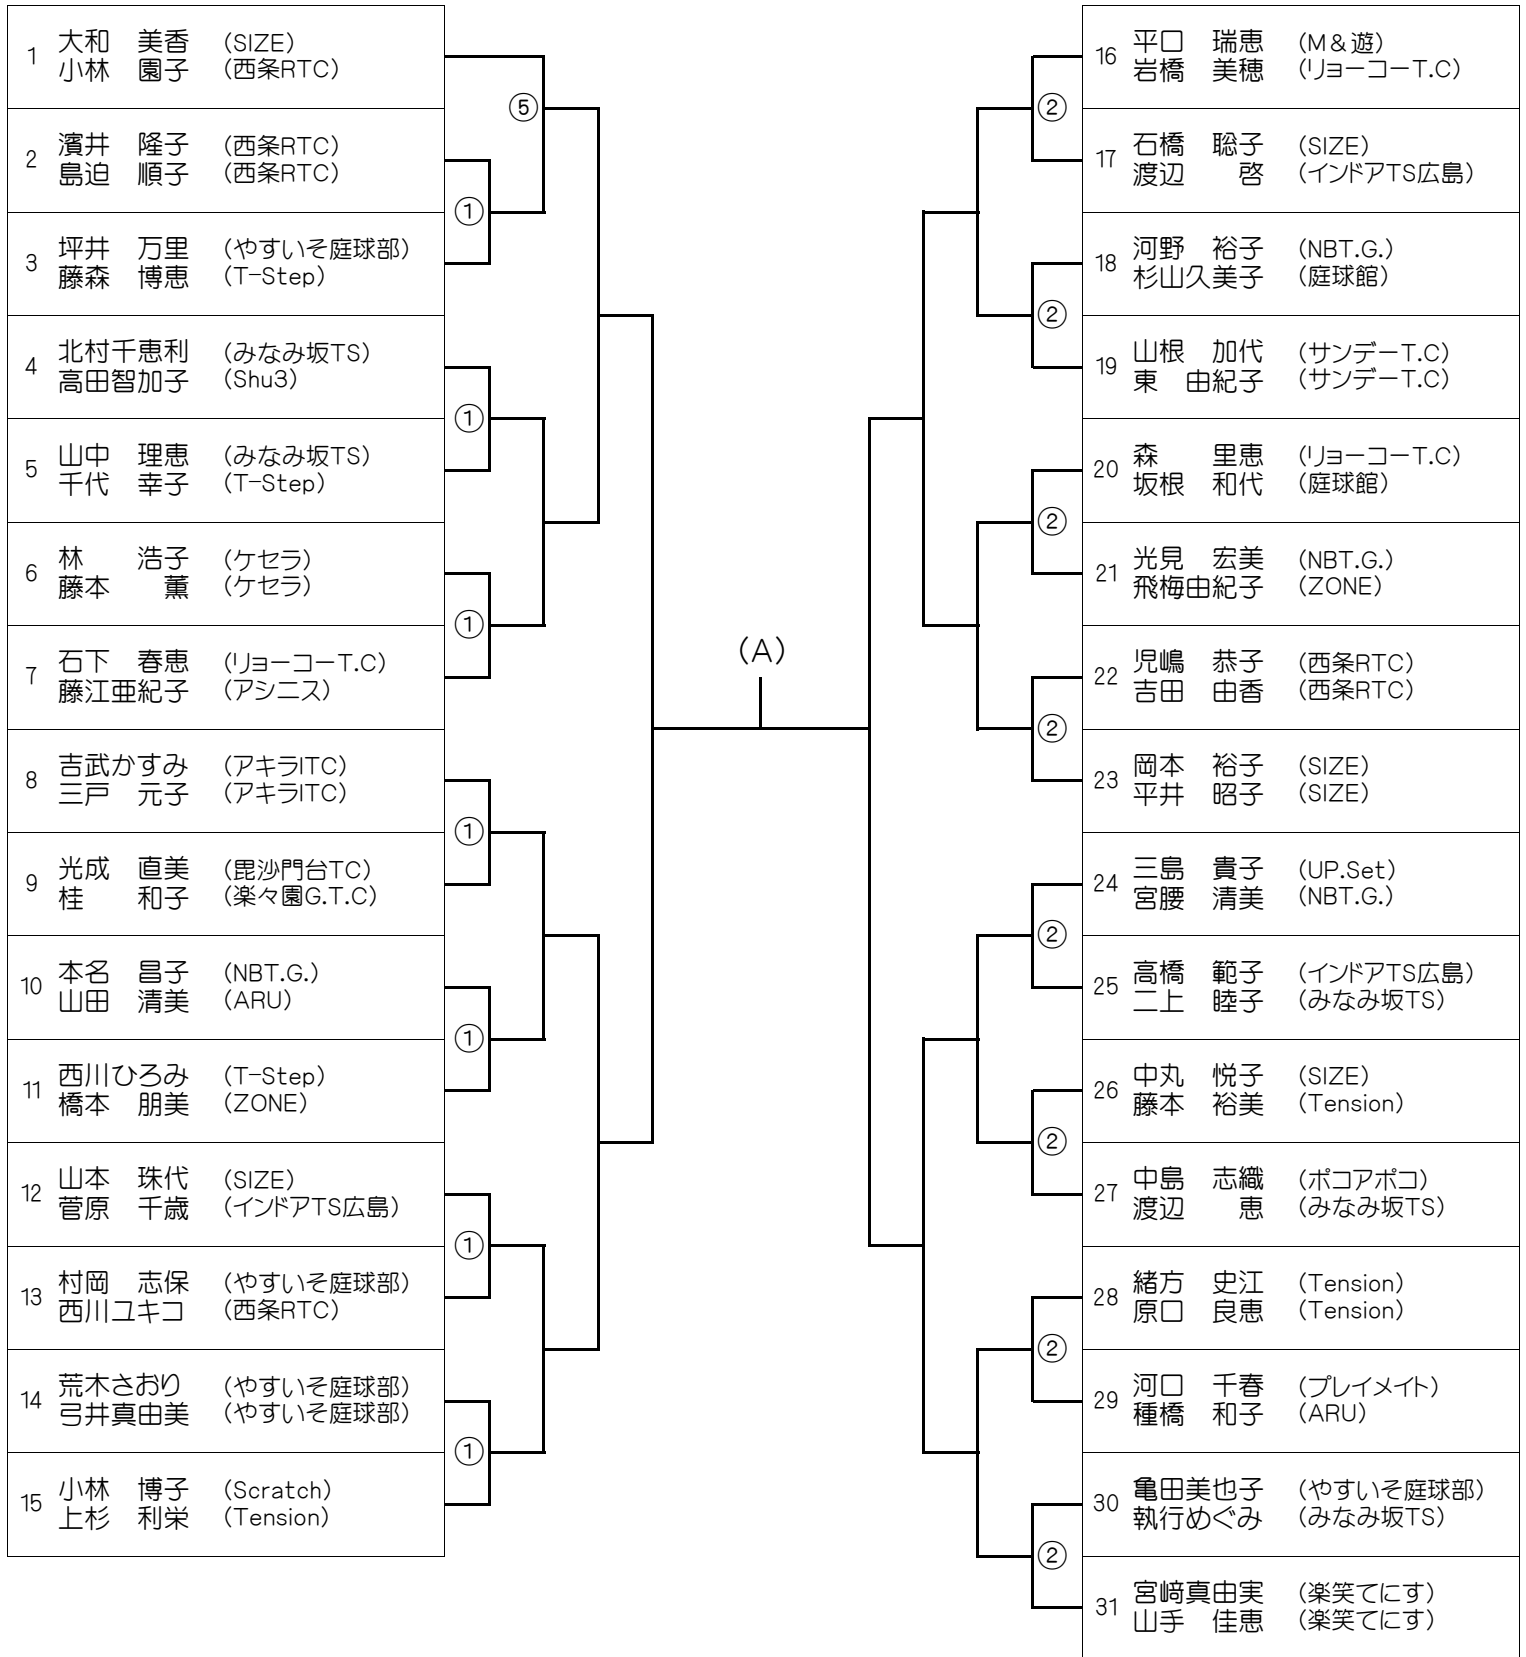 1 大和　美香 (SIZE)
小林　園子 (西条RTC)
2 濱井　隆子 (西条RTC)
島迫　順子 (西条RTC)
3 坪井　万里 (やすいそ庭球部)
藤森　博恵 (T-Step)
4 北村千恵利 (みなみ坂TS)
高田智加子 (Shu3)
5 山中　理恵 (みなみ坂TS)
千代　幸子 (T-Step)
6 林　　浩子 (ケセラ)
藤本　　薫 (ケセラ)
7 石下　春恵 (リョーコーT.C)
藤江亜紀子 (アシニス)
8 吉武かすみ (アキラITC)
三戸　元子 (アキラITC)
9 光成　直美 (毘沙門台TC)
桂　　和子 (楽々園G.T.C)
10 本名　昌子 (NBT.G.)
山田　清美 (ARU)
11 西川ひろみ (T-Step)
橋本　朋美 (ZONE)
12 山本　珠代 (SIZE)
菅原　千歳 (インドアTS広島)
13 村岡　志保 (やすいそ庭球部)
西川ユキコ (西条RTC)
14 荒木さおり (やすいそ庭球部)
弓井真由美 (やすいそ庭球部)
15 小林　博子 (Scratch)
上杉　利栄 (Tension)
⑤
①
①
①
①
①
①
①
(A)
②
②
②
②
②
②
②
②
16 平口　瑞恵 (M&遊)
岩橋　美穂 (リョーコーT.C)
17 石橋　聡子 (SIZE)
渡辺　　啓 (インドアTS広島)
18 河野　裕子 (NBT.G.)
杉山久美子 (庭球館)
19 山根　加代 (サンデーT.C)
東　由紀子 (サンデーT.C)
20 森　　里恵 (リョーコーT.C)
坂根　和代 (庭球館)
21 光見　宏美 (NBT.G.)
飛梅由紀子 (ZONE)
22 児嶋　恭子 (西条RTC)
吉田　由香 (西条RTC)
23 岡本　裕子 (SIZE)
平井　昭子 (SIZE)
24 三島　貴子 (UP.Set)
宮腰　清美 (NBT.G.)
25 高橋　範子 (インドアTS広島)
二上　睦子 (みなみ坂TS)
26 中丸　悦子 (SIZE)
藤本　裕美 (Tension)
27 中島　志織 (ポコアポコ)
渡辺　　恵 (みなみ坂TS)
28 緒方　史江 (Tension)
原口　良恵 (Tension)
29 河口　千春 (プレイメイト)
種橋　和子 (ARU)
30 亀田美也子 (やすいそ庭球部)
執行めぐみ (みなみ坂TS)
31 宮﨑真由実 (楽笑てにす)
山手　佳恵 (楽笑てにす)